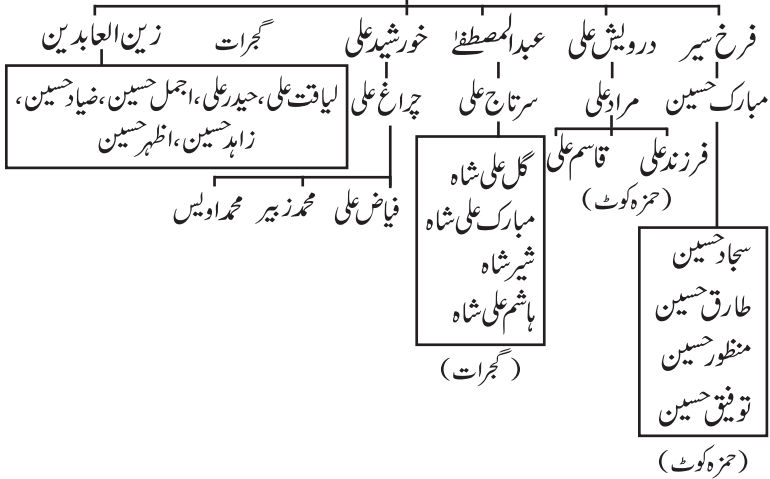 فرخ سیر درویش علی عبدالمصطفےٰ خورشید علی گجرات زین العابدین
مبارک حسین مراد علی سرتاج علی چراغ علی
لیاقت علی، حیدر علی، اجمل حسین، ضیاد حسین،
زاہد حسین، اظہر حسین
فرزند علی قاسم علی
(حمزہ کوٹ)
گل علی شاہ
مبارک علی شاہ
شیر شاہ
ہاشم علی شاہ
(گجرات)
فیاض علی محمد زبیر محمد اویس
سجاد حسین
طارق حسین
منظور حسین
توفیق حسین
(حمزہ کوٹ)